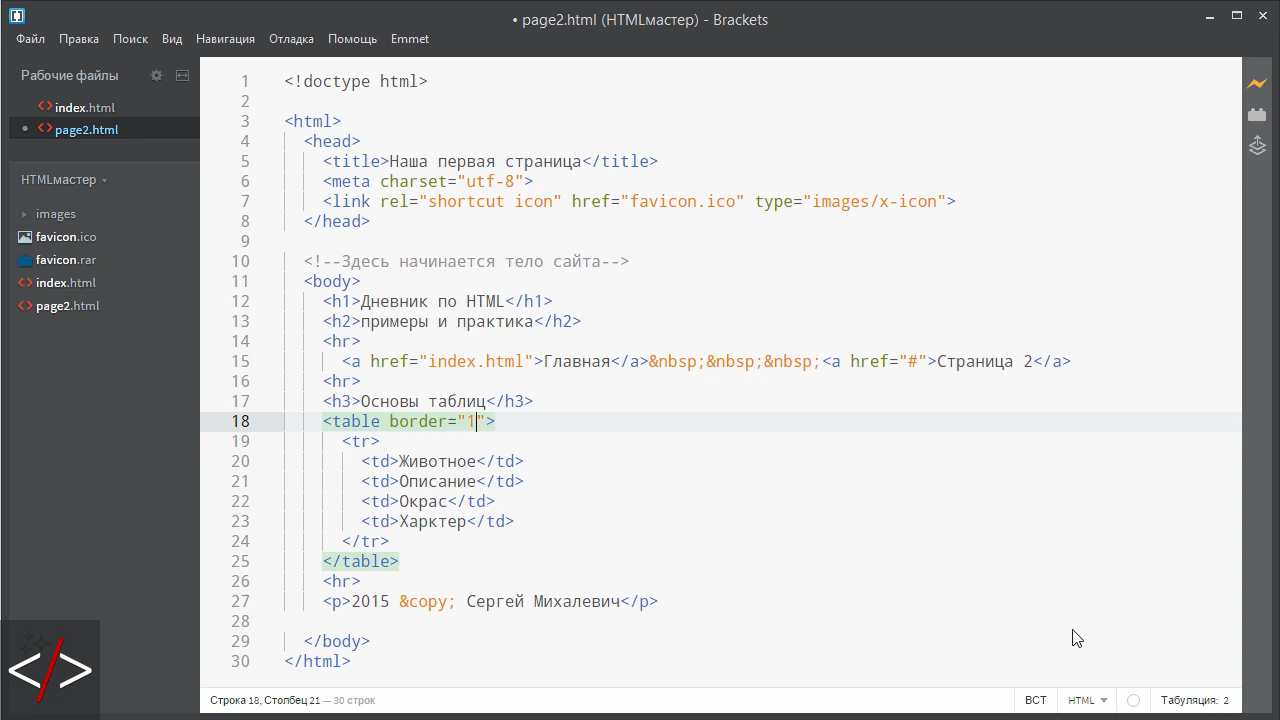 • page2.html (HTMLмастер) - Brackets
Файл Правка Поиск Вид Навигация Отладка Помощь Emmet
Рабочие файлы
index.html
• page2.html
HTMLмастер
images
favicon.ico
favicon.rar
index.html
page2.html
1 <!doctype html>
2
3 <html>
4 <head>
5 <title>Наша первая страница</title>
6 <meta charset="utf-8">
7 <link rel="shortcut icon" href="favicon.ico" type="images/x-icon">
8 </head>
9
10 <!--Здесь начинается тело сайта-->
11 <body>
12 <h1>Дневник по HTML</h1>
13 <h2>примеры и практика</h2>
14 <hr>
15 <a href="index.html">Главная</a>&nbsp;&nbsp;&nbsp;<a href="#">Страница 2</a>
16 <hr>
17 <h3>Основы таблиц</h3>
18 <table border="1">
19 <tr>
20 <td>Животное</td>
21 <td>Описание</td>
22 <td>Окрас</td>
23 <td>Харктер</td>
24 </tr>
25 </table>
26 <hr>
27 <p>2015 &copy; Сергей Михалевич</p>
28
29 </body>
30 </html>
</>
Строка 18, Столбец 21 — 30 строк
ВСТ HTML Табуляция: 2